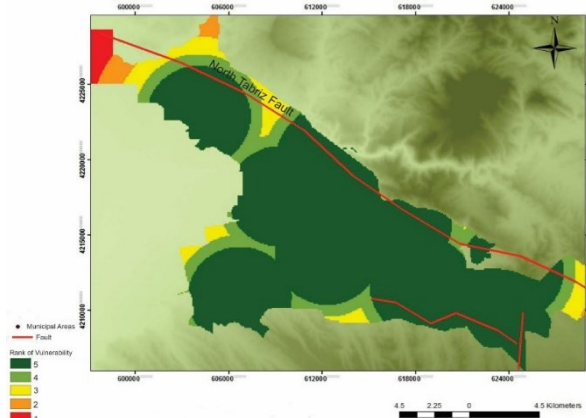 600000 606000 612000 618000 624000
N
North Tabriz Fault
4225000
4220000
4215000
4210000
Municipal Areas
Fault
Rank of Vulnerability
5
4
3
2
600000 606000 612000 618000 624000
4.5 2.25 0 4.5 Kilometers